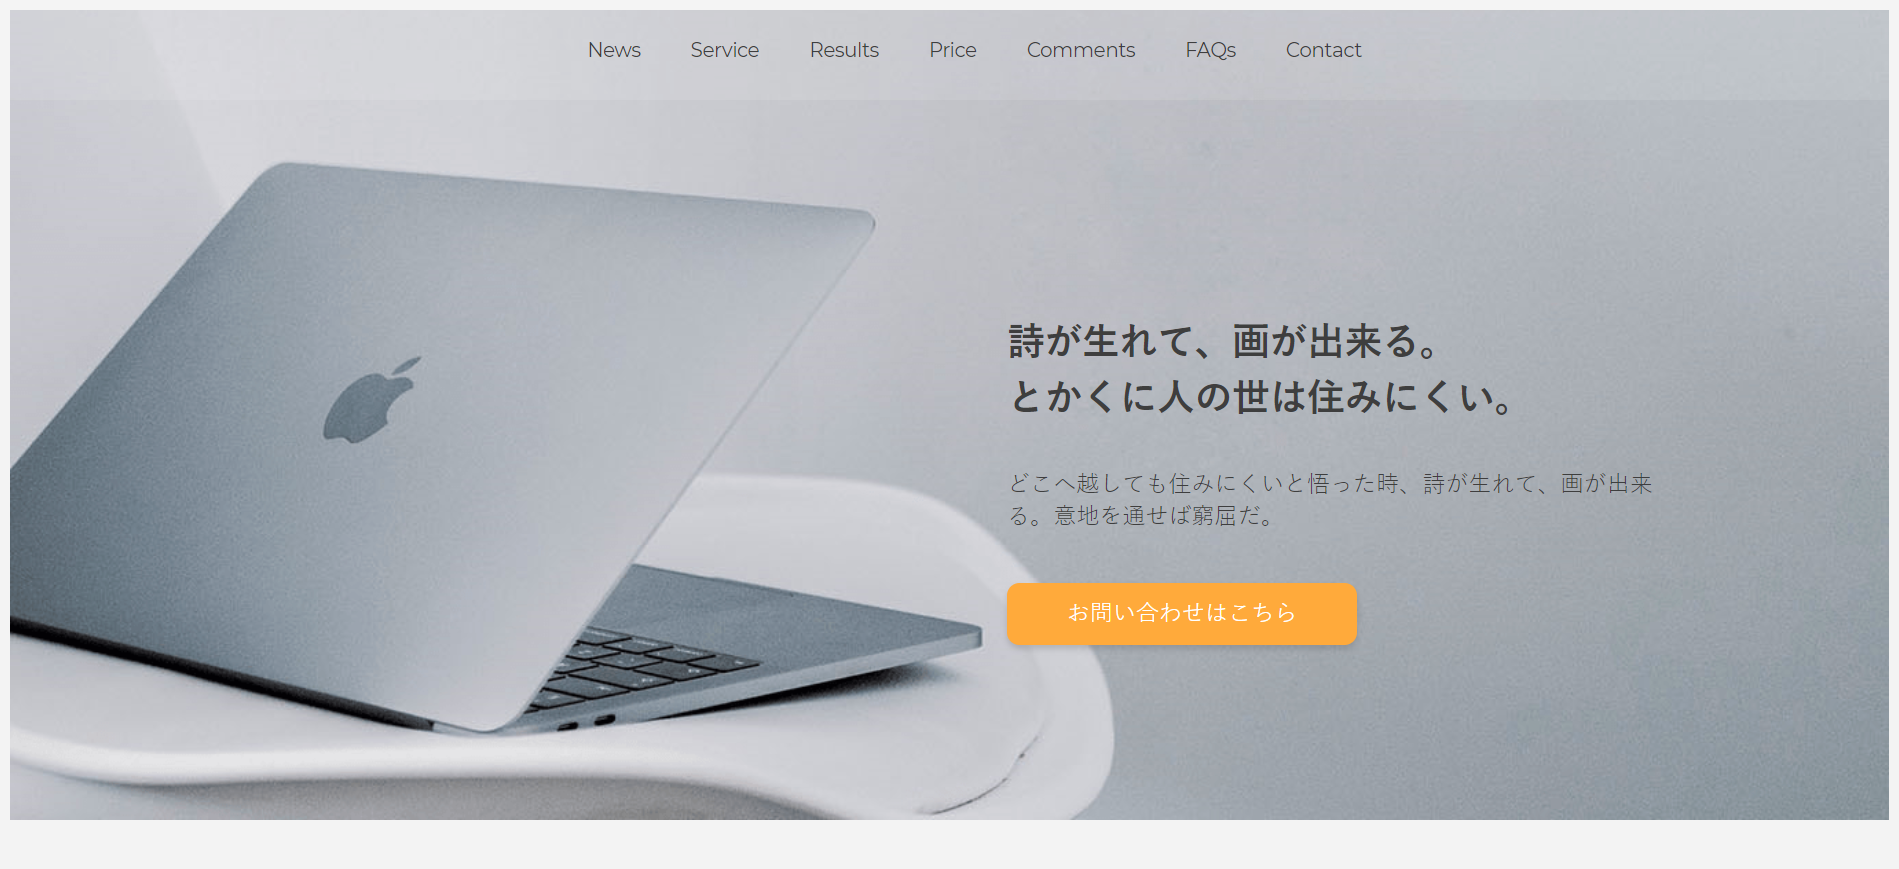 News Service Results Price Comments FAQs Contact
詩が生れて、画が出来る。
とかくに人の世は住みにくい。
どこへ越しても住みにくいと悟った時、詩が生れて、画が出来
る。意地を通せば窮屈だ。
お問い合わせはこちら